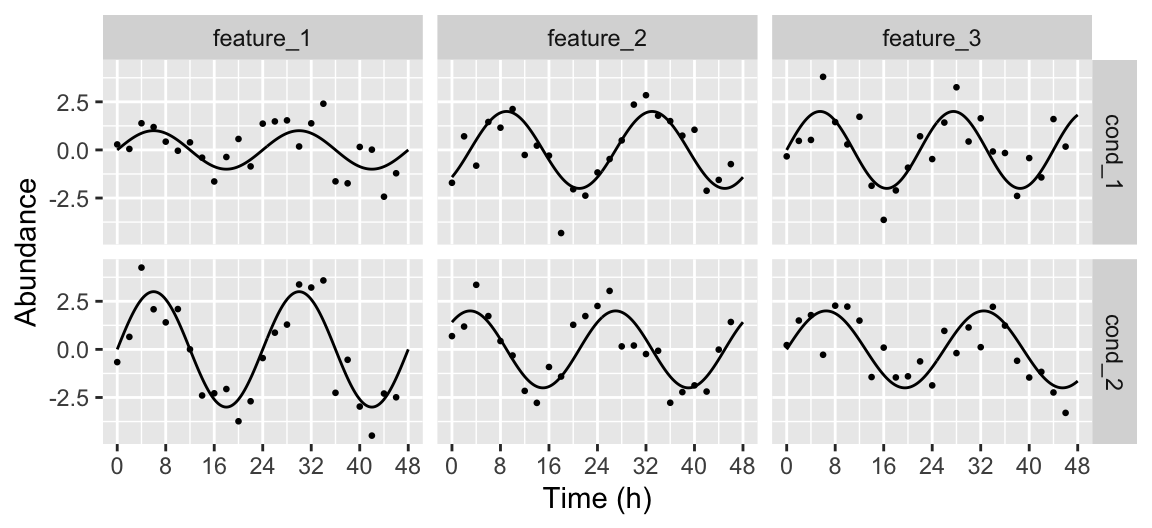 feature_1 feature_2 feature_3
2.5
0.0
-2.5
cond_1
2.5
0.0
-2.5
cond_2
Abundance
0 8 16 24 32 40 48 0 8 16 24 32 40 48 0 8 16 24 32 40 48
Time (h)